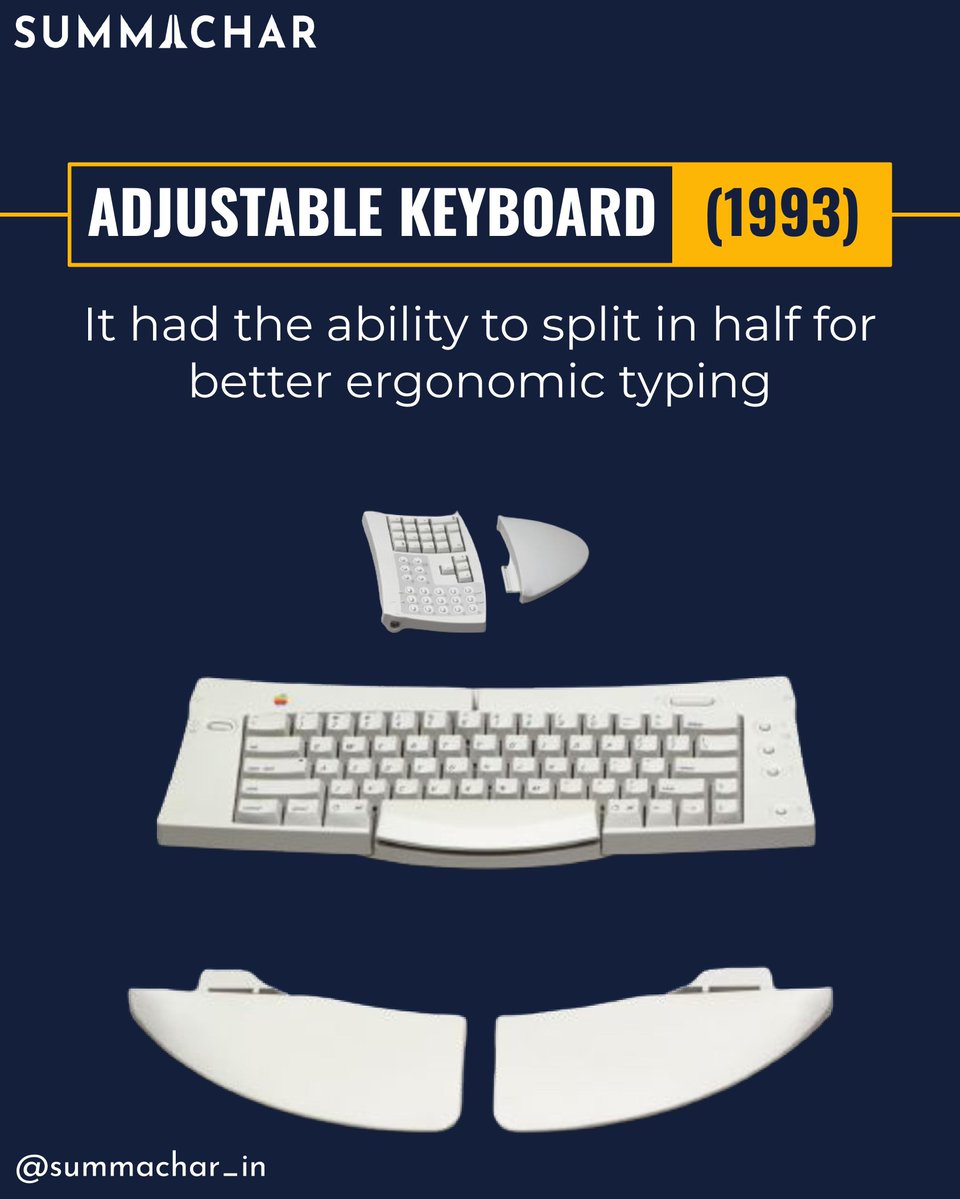 SUMMACHAR
ADJUSTABLE KEYBOARD (1993)
It had the ability to split in half for
better ergonomic typing
@summachar_in